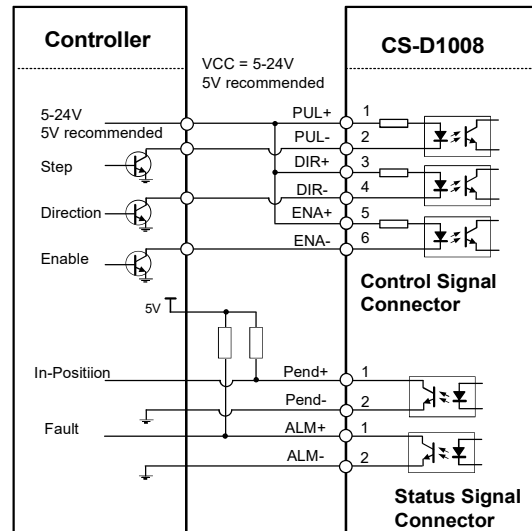 Controller
CS-D1008
VCC = 5-24V
5V recommended
5-24V
5V recommended
PUL+ 1
PUL- 2
Step
DIR+ 3
DIR- 4
Direction
ENA+ 5
ENA- 6
Enable
Control Signal
Connector
5V
In-Positiion
Pend+ 1
Pend- 2
Fault
ALM+ 1
ALM- 2
Status Signal
Connector